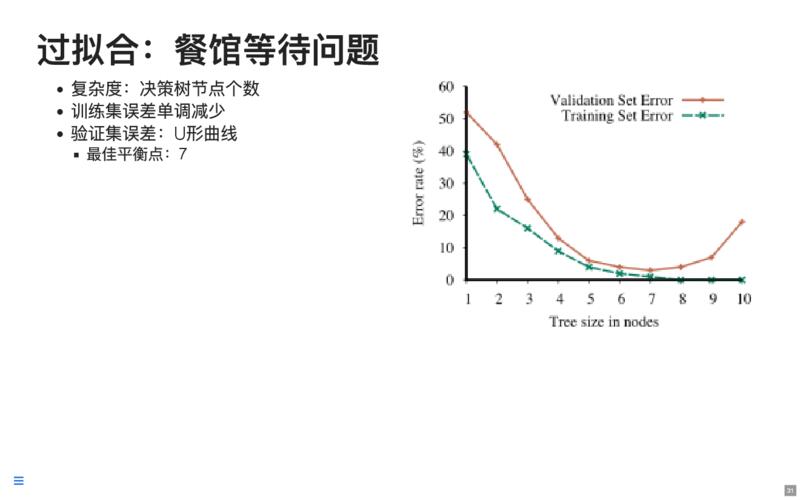 过拟合：餐馆等待问题
复杂度：决策树节点个数
训练集误差单调减少
验证集误差：U形曲线
最佳平衡点：7
Validation Set Error
Training Set Error
Error rate (%)
60
50
40
30
20
10
0
1 2 3 4 5 6 7 8 9 10
Tree size in nodes
31